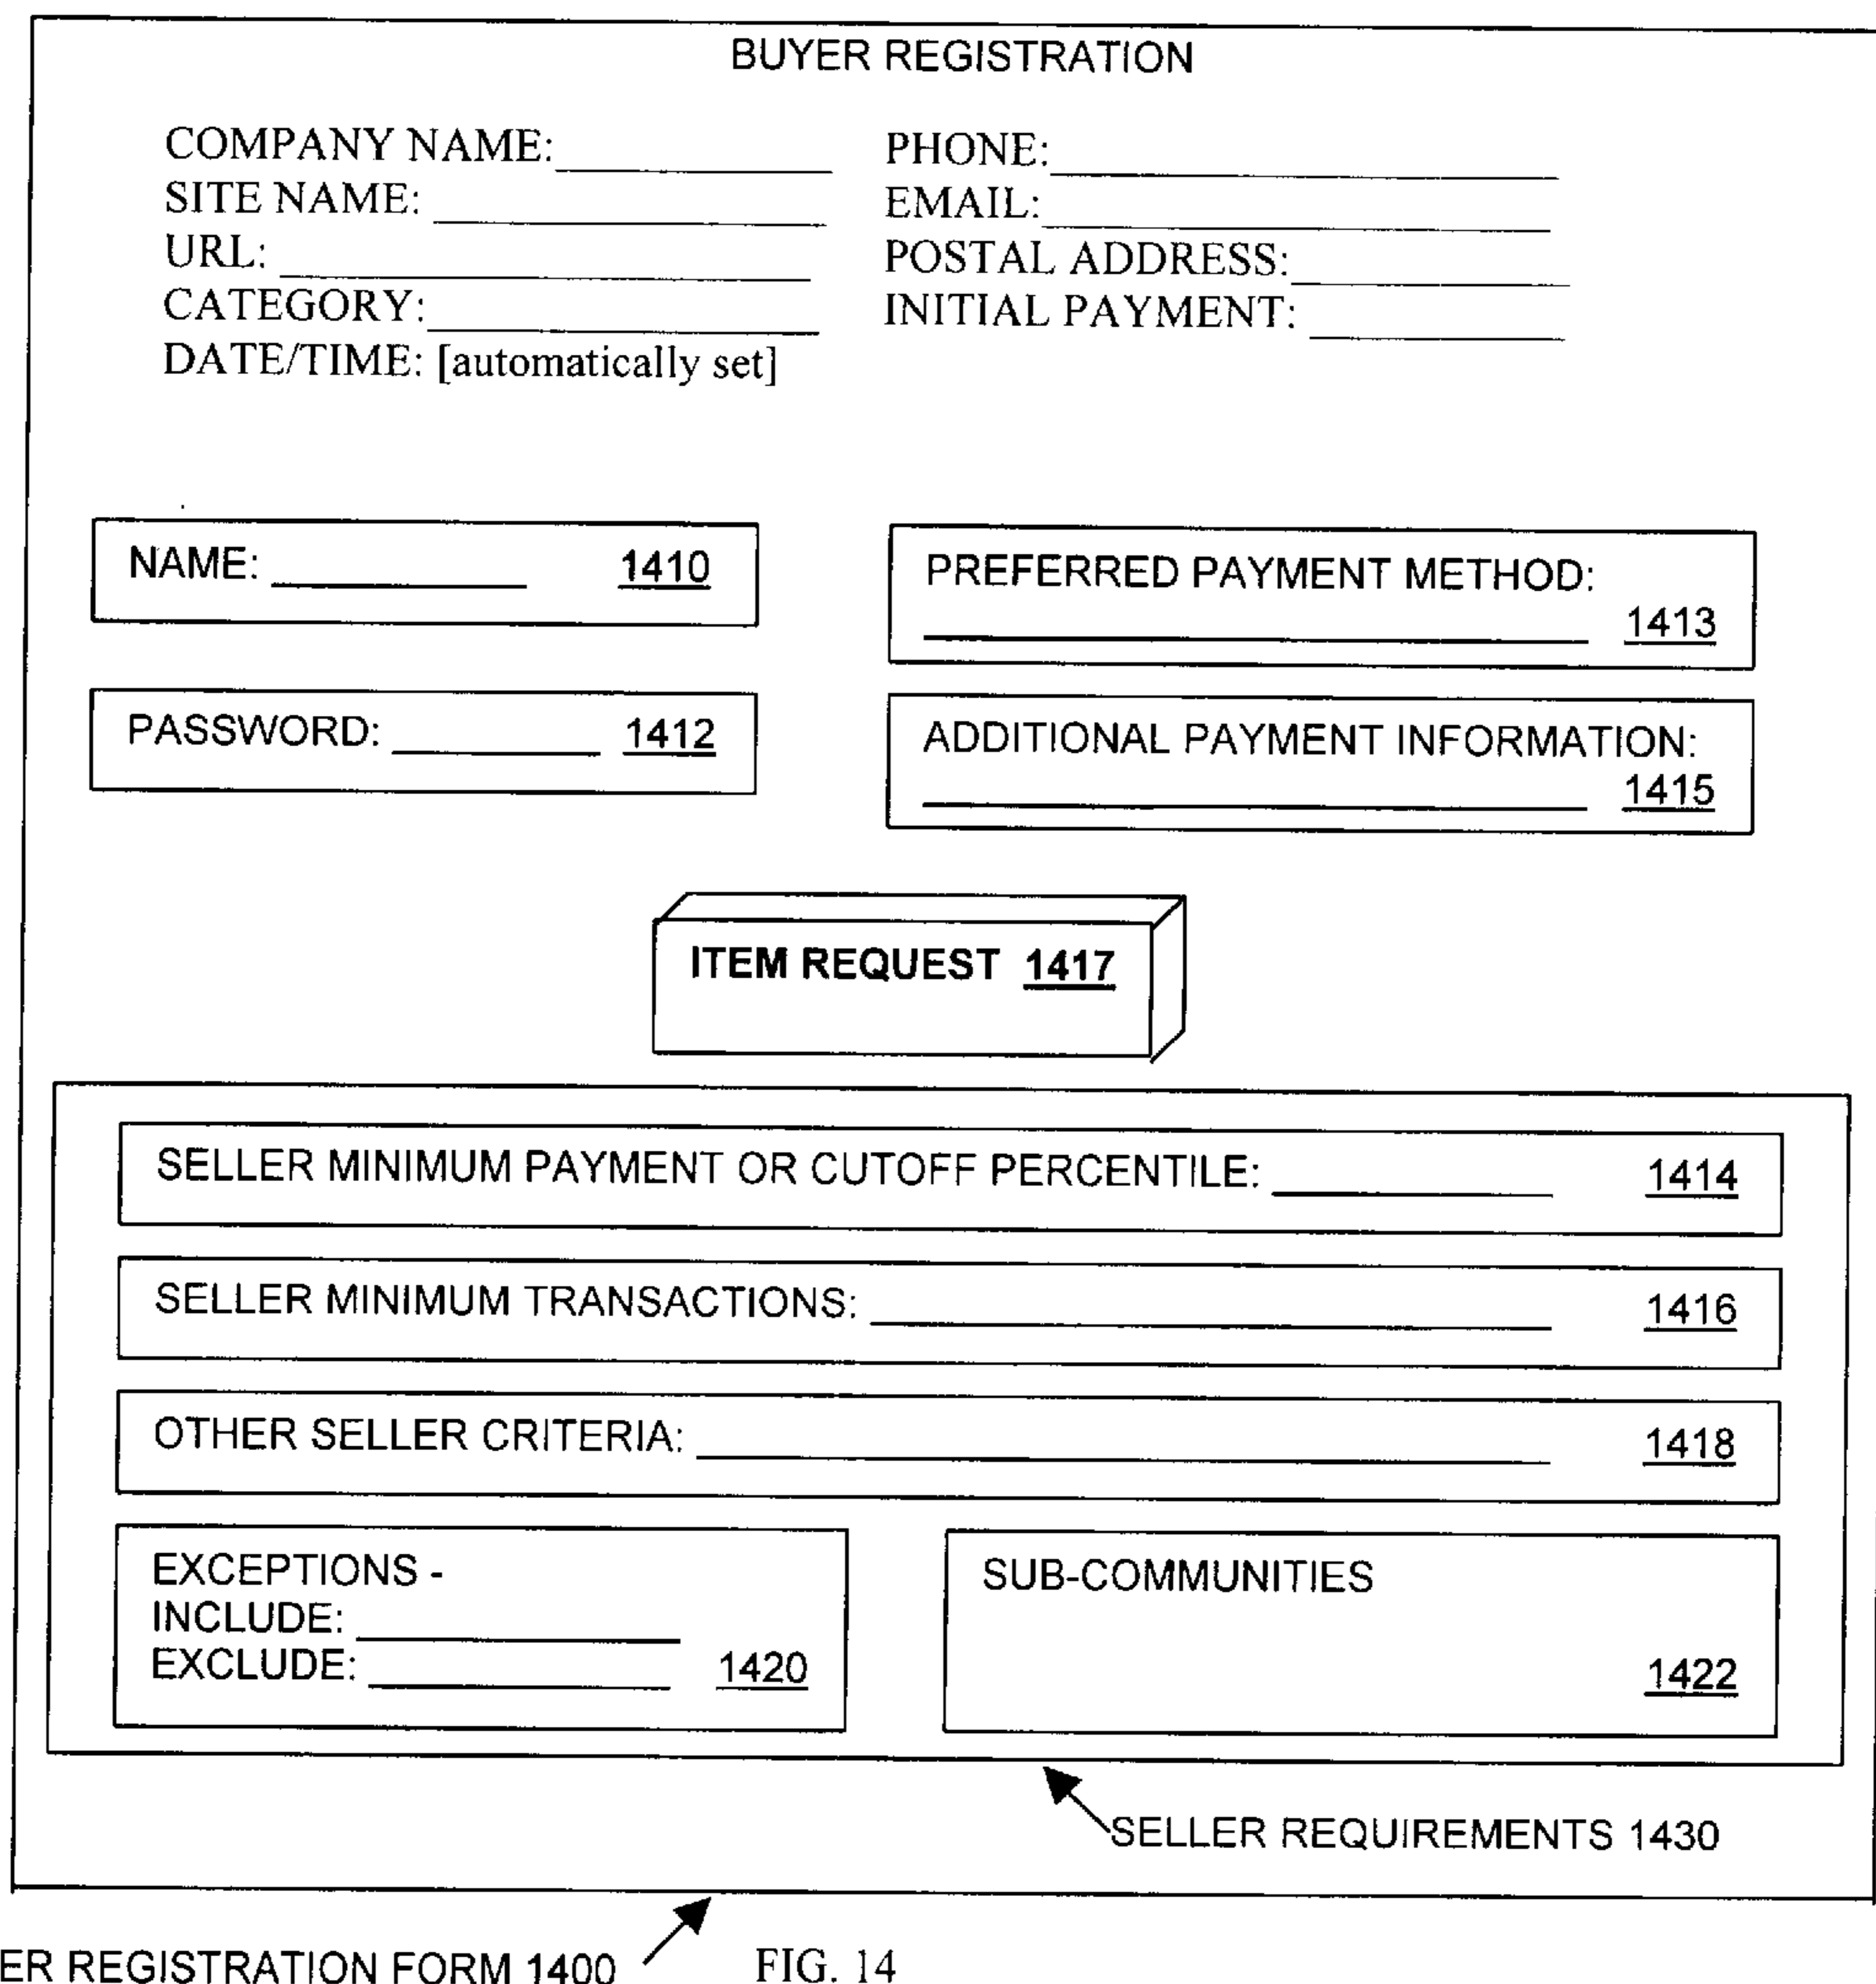 BUYER REGISTRATION
COMPANY NAME:
SITE NAME:
URL:
CATEGORY:
DATE/TIME: [automatically set]
PHONE:
EMAIL:
POSTAL ADDRESS:
INITIAL PAYMENT:
NAME: 1410
PASSWORD: 1412
PREFERRED PAYMENT METHOD:
1413
ADDITIONAL PAYMENT INFORMATION:
1415
ITEM REQUEST 1417
SELLER MINIMUM PAYMENT OR CUTOFF PERCENTILE: 1414
SELLER MINIMUM TRANSACTIONS: 1416
OTHER SELLER CRITERIA: 1418
EXCEPTIONS -
INCLUDE:
EXCLUDE: 1420
SUB-COMMUNITIES
1422
SELLER REQUIREMENTS 1430
ER REGISTRATION FORM 1400
FIG. 14